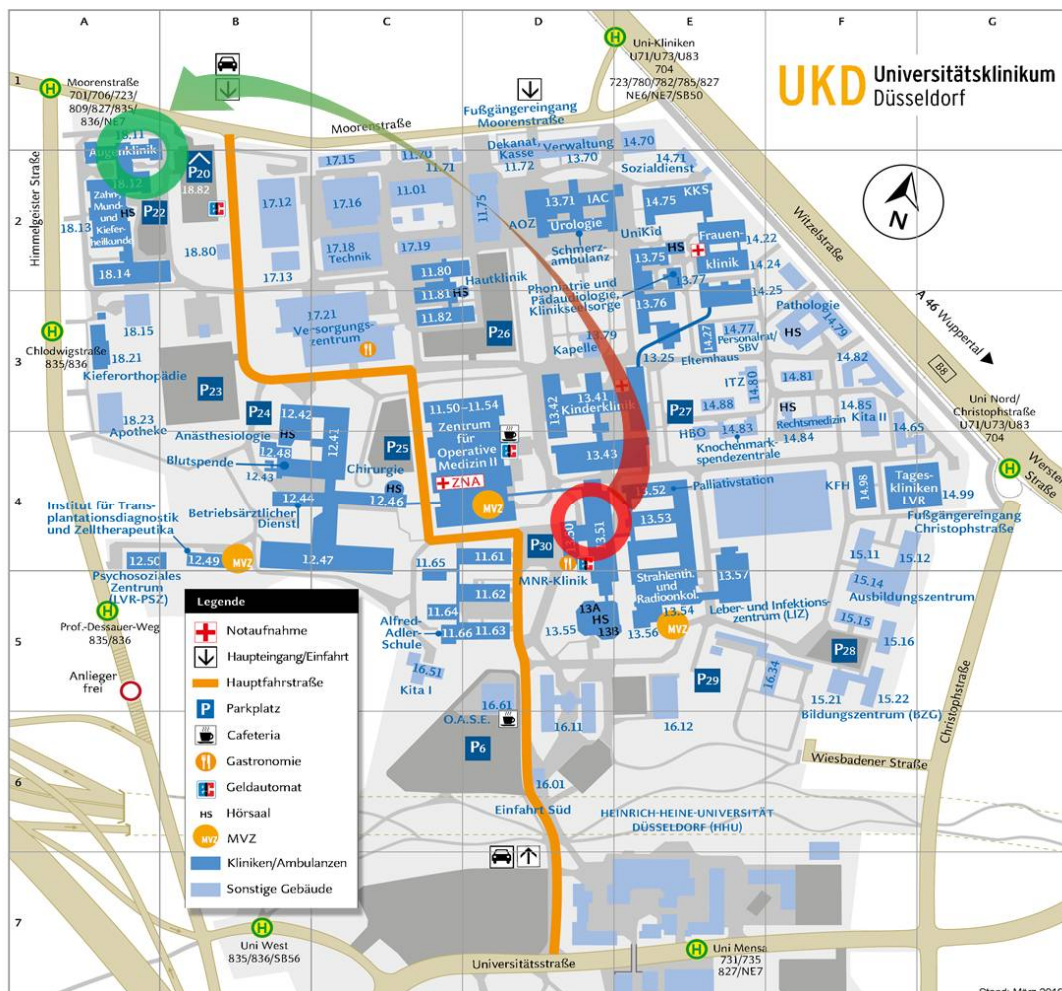 A B C D E F G
1
2
3
4
5
6
7
UKD Universitätsklinikum
Düsseldorf
N
Moorenstraße
701/706/723/
809/827/835/
836/NE7
Uni-Kliniken
U71/U73/U83
704
723/780/782/785/827
NE6/NE7/SB50
Moorenstraße
Fußgängereingang
Moorenstraße
Himmelgeister Straße
Witzelstraße
A 46 Wuppertal
B8
18.11
Augenklinik
18.12
Zahn-
Mund-
und
Kiefer-
heilkunde
HS
P22
18.13
18.14
P20
18.82
18.80
17.12
17.13
17.15
17.16
17.18
Technik
17.19
17.21
Versorgungs-
zentrum
11.70
11.71
11.01
11.75
11.80
11.81
HS
11.82
Hautklinik
P26
Dekanat
Kasse
11.72
Verwaltung
13.70
14.70
14.71
Sozialdienst
13.71
IAC
AOZ
Urologie
Schmerz-
ambulanz
14.75
KKS
UniKid
HS
13.75
Frauen-
klinik
14.22
14.24
14.25
13.77
Phoniatrie und
Pädaudiologie,
Klinikseelsorge
13.76
Pathologie
HS
14.79
13.79
Kapelle
14.27
14.77
Personalrat/
SBV
13.25
Elternhaus
14.82
ITZ
14.80
14.81
Chlodwigstraße
835/836
18.15
18.21
Kieferorthopädie
18.23
Apotheke
P23
P24
12.42
HS
12.41
Anästhesiologie
12.48
Blutspende
12.43
12.44
Betriebsärztlicher
Dienst
Chirurgie
HS
12.46
P25
11.50-11.54
Zentrum
für
Operative
Medizin II
ZNA
MVZ
13.42
13.41
Kinderklinik
13.43
P27
14.88
HBO
14.83
Knochenmark-
spendezentrale
HS
14.85
Rechtsmedizin
14.84
Kita II
14.65
Uni Nord/
Christophstraße
U71/U73/U83
704
Werstener
Straße
13.52
Palliativstation
13.50
13.51
13.53
KFH
14.98
Tages-
kliniken
LVR
14.99
Fußgängereingang
Christophstraße
Institut für Trans-
plantationsdiagnostik
und Zelltherapeutika
12.50
12.49
MVZ
12.47
Psychosoziales
Zentrum
(LVR-PSZ)
P30
MNR-Klinik
11.61
11.65
11.62
11.64
11.63
11.66
Alfred-
Adler-
Schule
Strahlenth.
und
Radioonkol.
13.57
13A
HS
13B
13.54
13.55
13.56
MVZ
Leber- und Infektions-
zentrum (LIZ)
15.11
15.12
15.14
Ausbildungszentrum
15.15
15.16
P28
15.21
15.22
Bildungszentrum (BZG)
Prof.-Dessauer-Weg
835/836
Anlieger
frei
16.51
Kita I
16.61
O.A.S.E.
P6
16.11
16.12
P29
16.34
16.01
Einfahrt Süd
Wiesbadener Straße
Christophstraße
HEINRICH-HEINE-UNIVERSITÄT
DÜSSELDORF (HHU)
Legende
Notaufnahme
Haupteingang/Einfahrt
Hauptfahrstraße
P Parkplatz
Cafeteria
Gastronomie
Geldautomat
HS Hörsaal
MVZ MVZ
Kliniken/Ambulanzen
Sonstige Gebäude
Uni West
835/836/SB56
Universitätsstraße
Uni Mensa
731/735
827/NE7